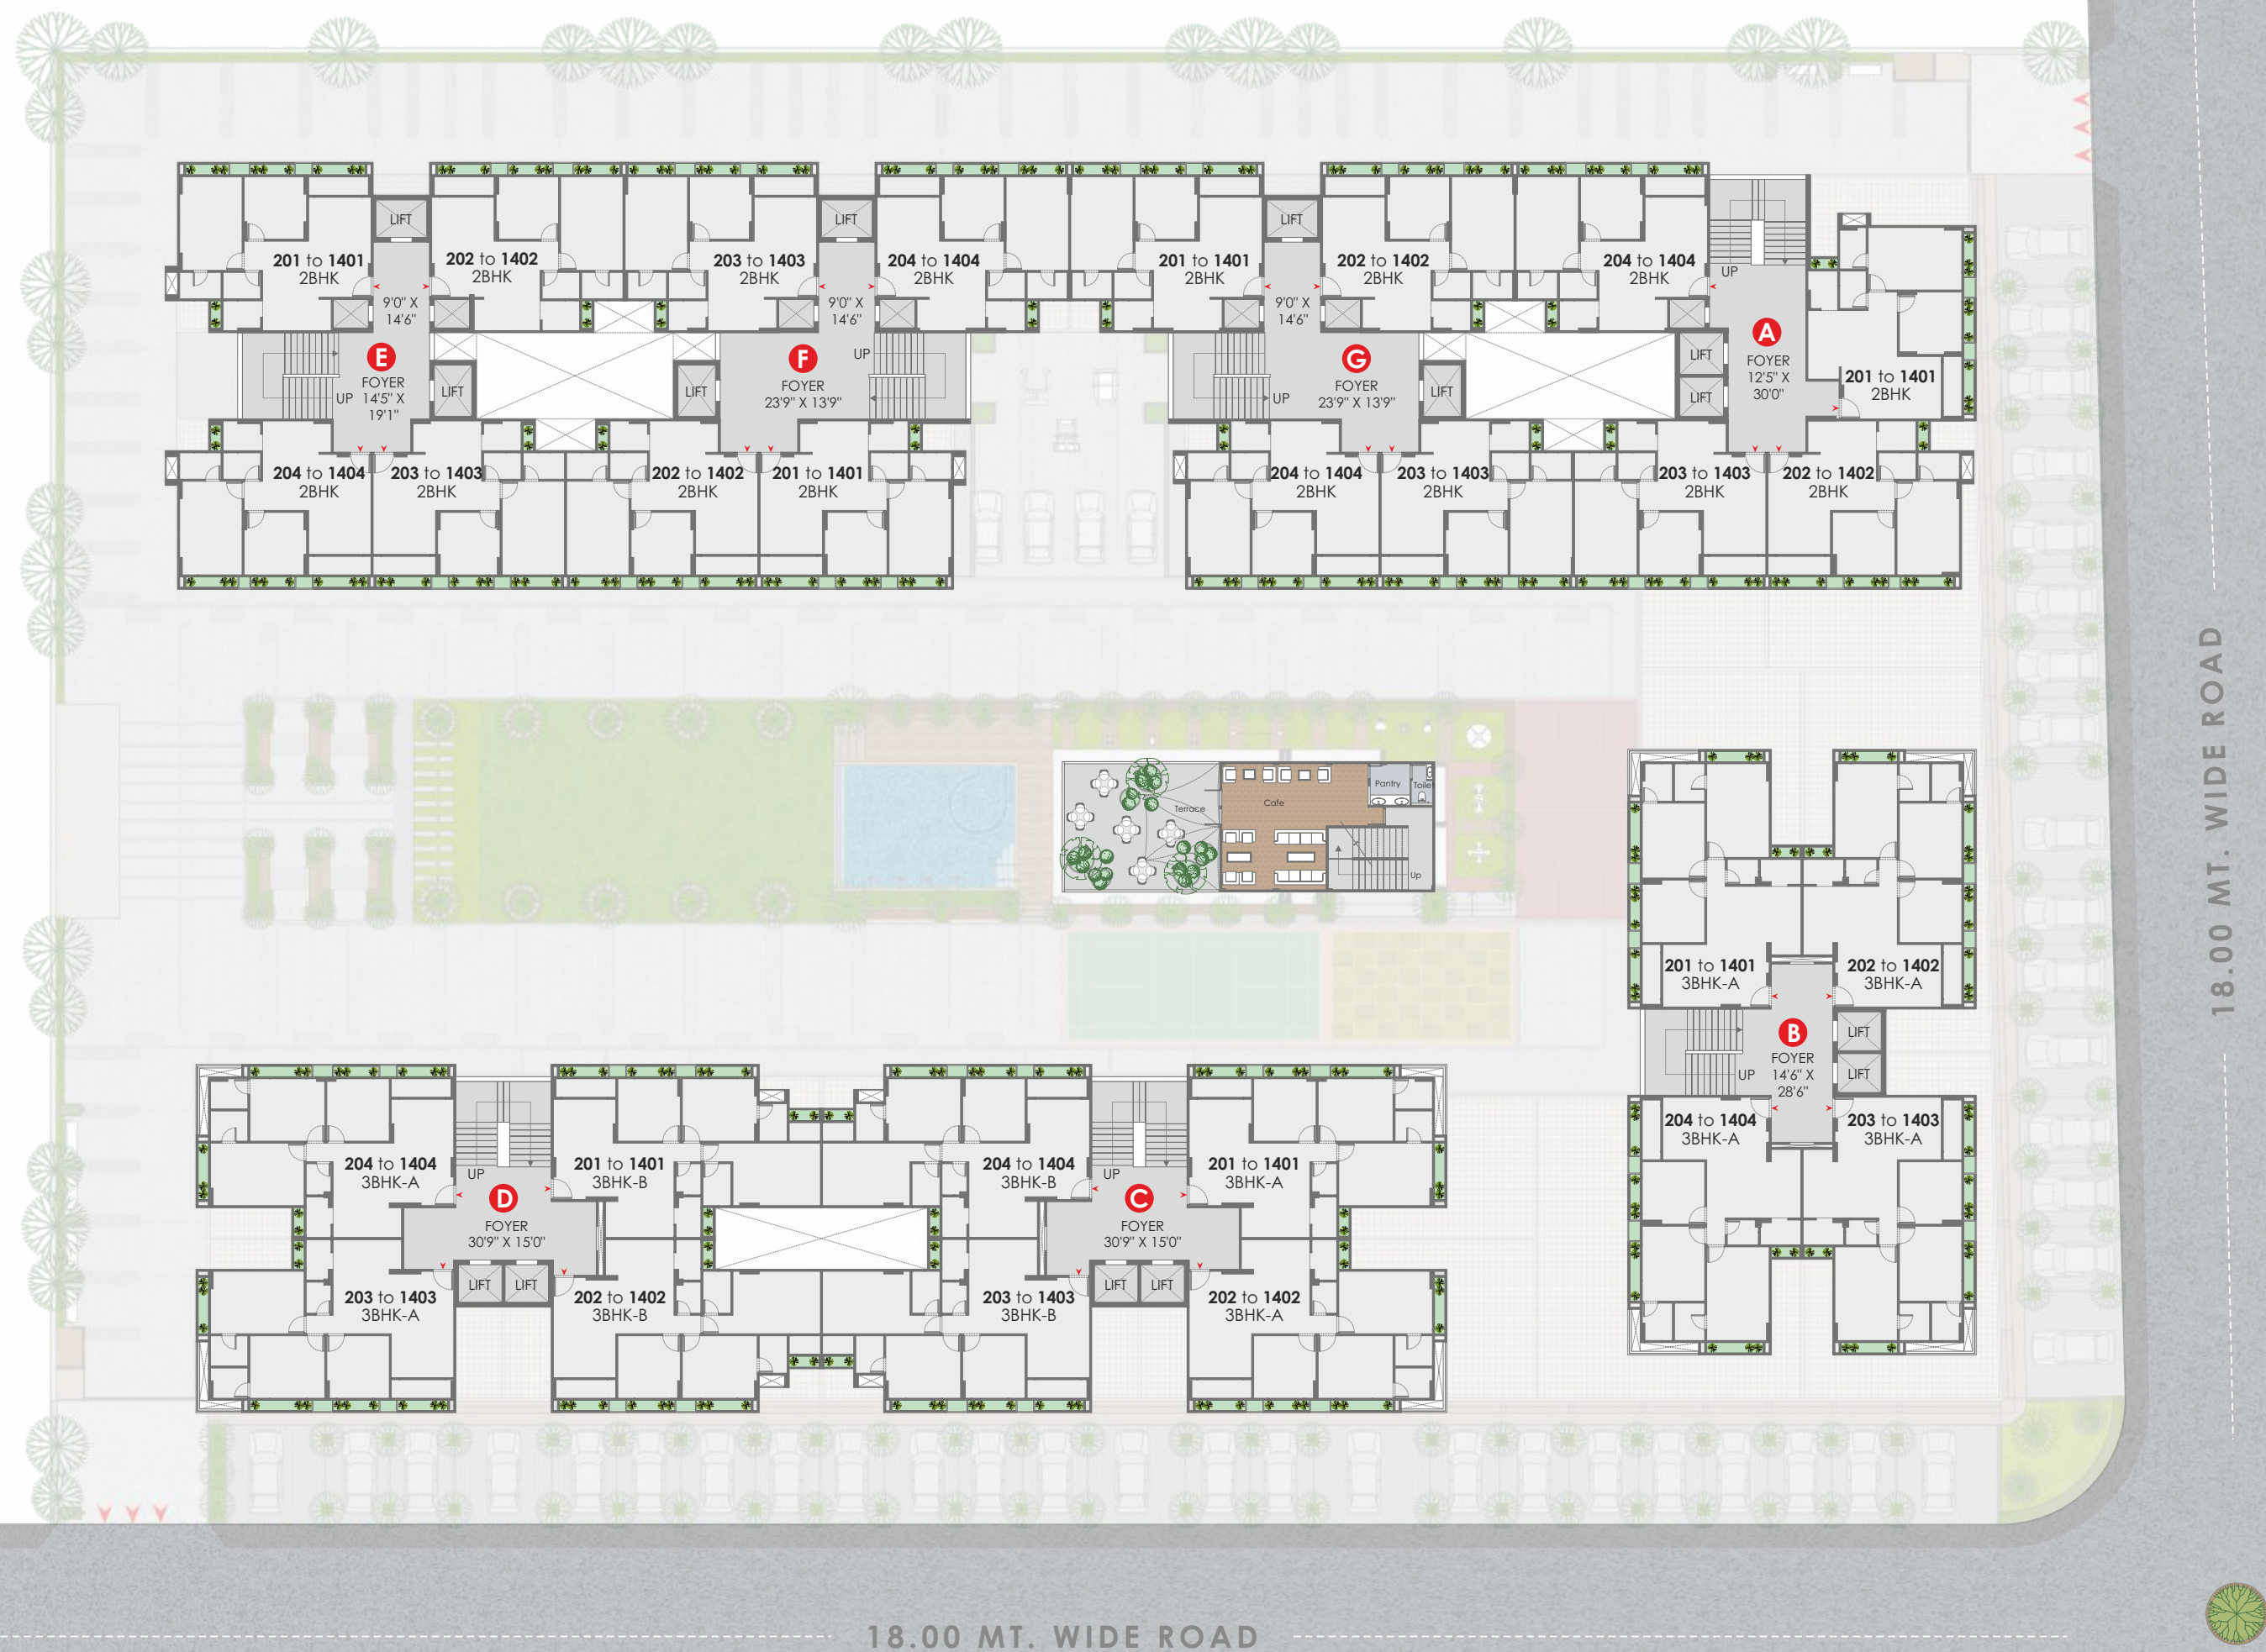 LIFT
LIFT
LIFT
201 to 1401
2BHK
202 to 1402
2BHK
203 to 1403
2BHK
204 to 1404
2BHK
201 to 1401
2BHK
202 to 1402
2BHK
204 to 1404
2BHK
UP
9'0" X
14'6"
9'0" X
14'6"
9'0" X
14'6"
E
FOYER
14'5" X
19'1"
UP
LIFT
LIFT
F
FOYER
23'9" X 13'9"
UP
G
FOYER
23'9" X 13'9"
UP
LIFT
LIFT
LIFT
A
FOYER
12'5" X
30'0"
201 to 1401
2BHK
204 to 1404
2BHK
203 to 1403
2BHK
202 to 1402
2BHK
201 to 1401
2BHK
204 to 1404
2BHK
203 to 1403
2BHK
203 to 1403
2BHK
202 to 1402
2BHK
18.00 MT. WIDE ROAD
Terrace
Cafe
Pantry
Toilet
Up
201 to 1401
3BHK-A
202 to 1402
3BHK-A
B
FOYER
14'6" X
28'6"
UP
LIFT
LIFT
204 to 1404
3BHK-A
203 to 1403
3BHK-A
204 to 1404
3BHK-A
UP
201 to 1401
3BHK-B
204 to 1404
3BHK-B
UP
201 to 1401
3BHK-A
D
FOYER
30'9" X 15'0"
C
FOYER
30'9" X 15'0"
LIFT
LIFT
LIFT
LIFT
203 to 1403
3BHK-A
202 to 1402
3BHK-B
203 to 1403
3BHK-B
202 to 1402
3BHK-A
18.00 MT. WIDE ROAD